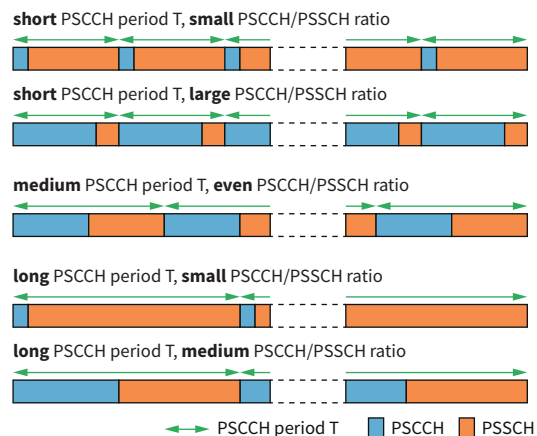 short PSCCH period T, small PSCCH/PSSCH ratio
short PSCCH period T, large PSCCH/PSSCH ratio
medium PSCCH period T, even PSCCH/PSSCH ratio
long PSCCH period T, small PSCCH/PSSCH ratio
long PSCCH period T, medium PSCCH/PSSCH ratio
PSCCH period T PSCCH PSSCH